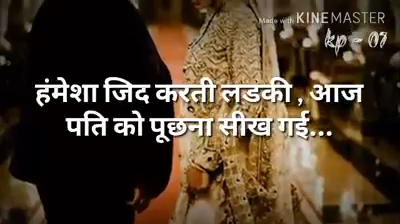 Made with KINEMASTER
kp - 07
हंमेशा जिद करती लडकी , आज
पति को पूछना सीख गई...